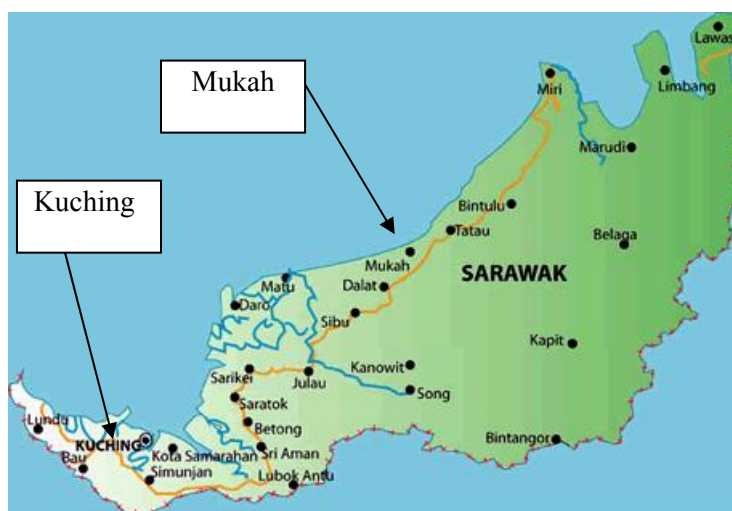 Lawas
Mukah
Miri
Limbang
Marudi
Kuching
Bintulu
Tatau
Belaga
Mukah
SARAWAK
Matu
Dalat
Daro
Sibu
Kapit
Kanowit
Sarikei
Julau
Song
Saratok
Lundu
Betong
KUCHING
Sri Aman
Bintangor
Bau
Kota Samarahan
Simunjan
Lubok Antu